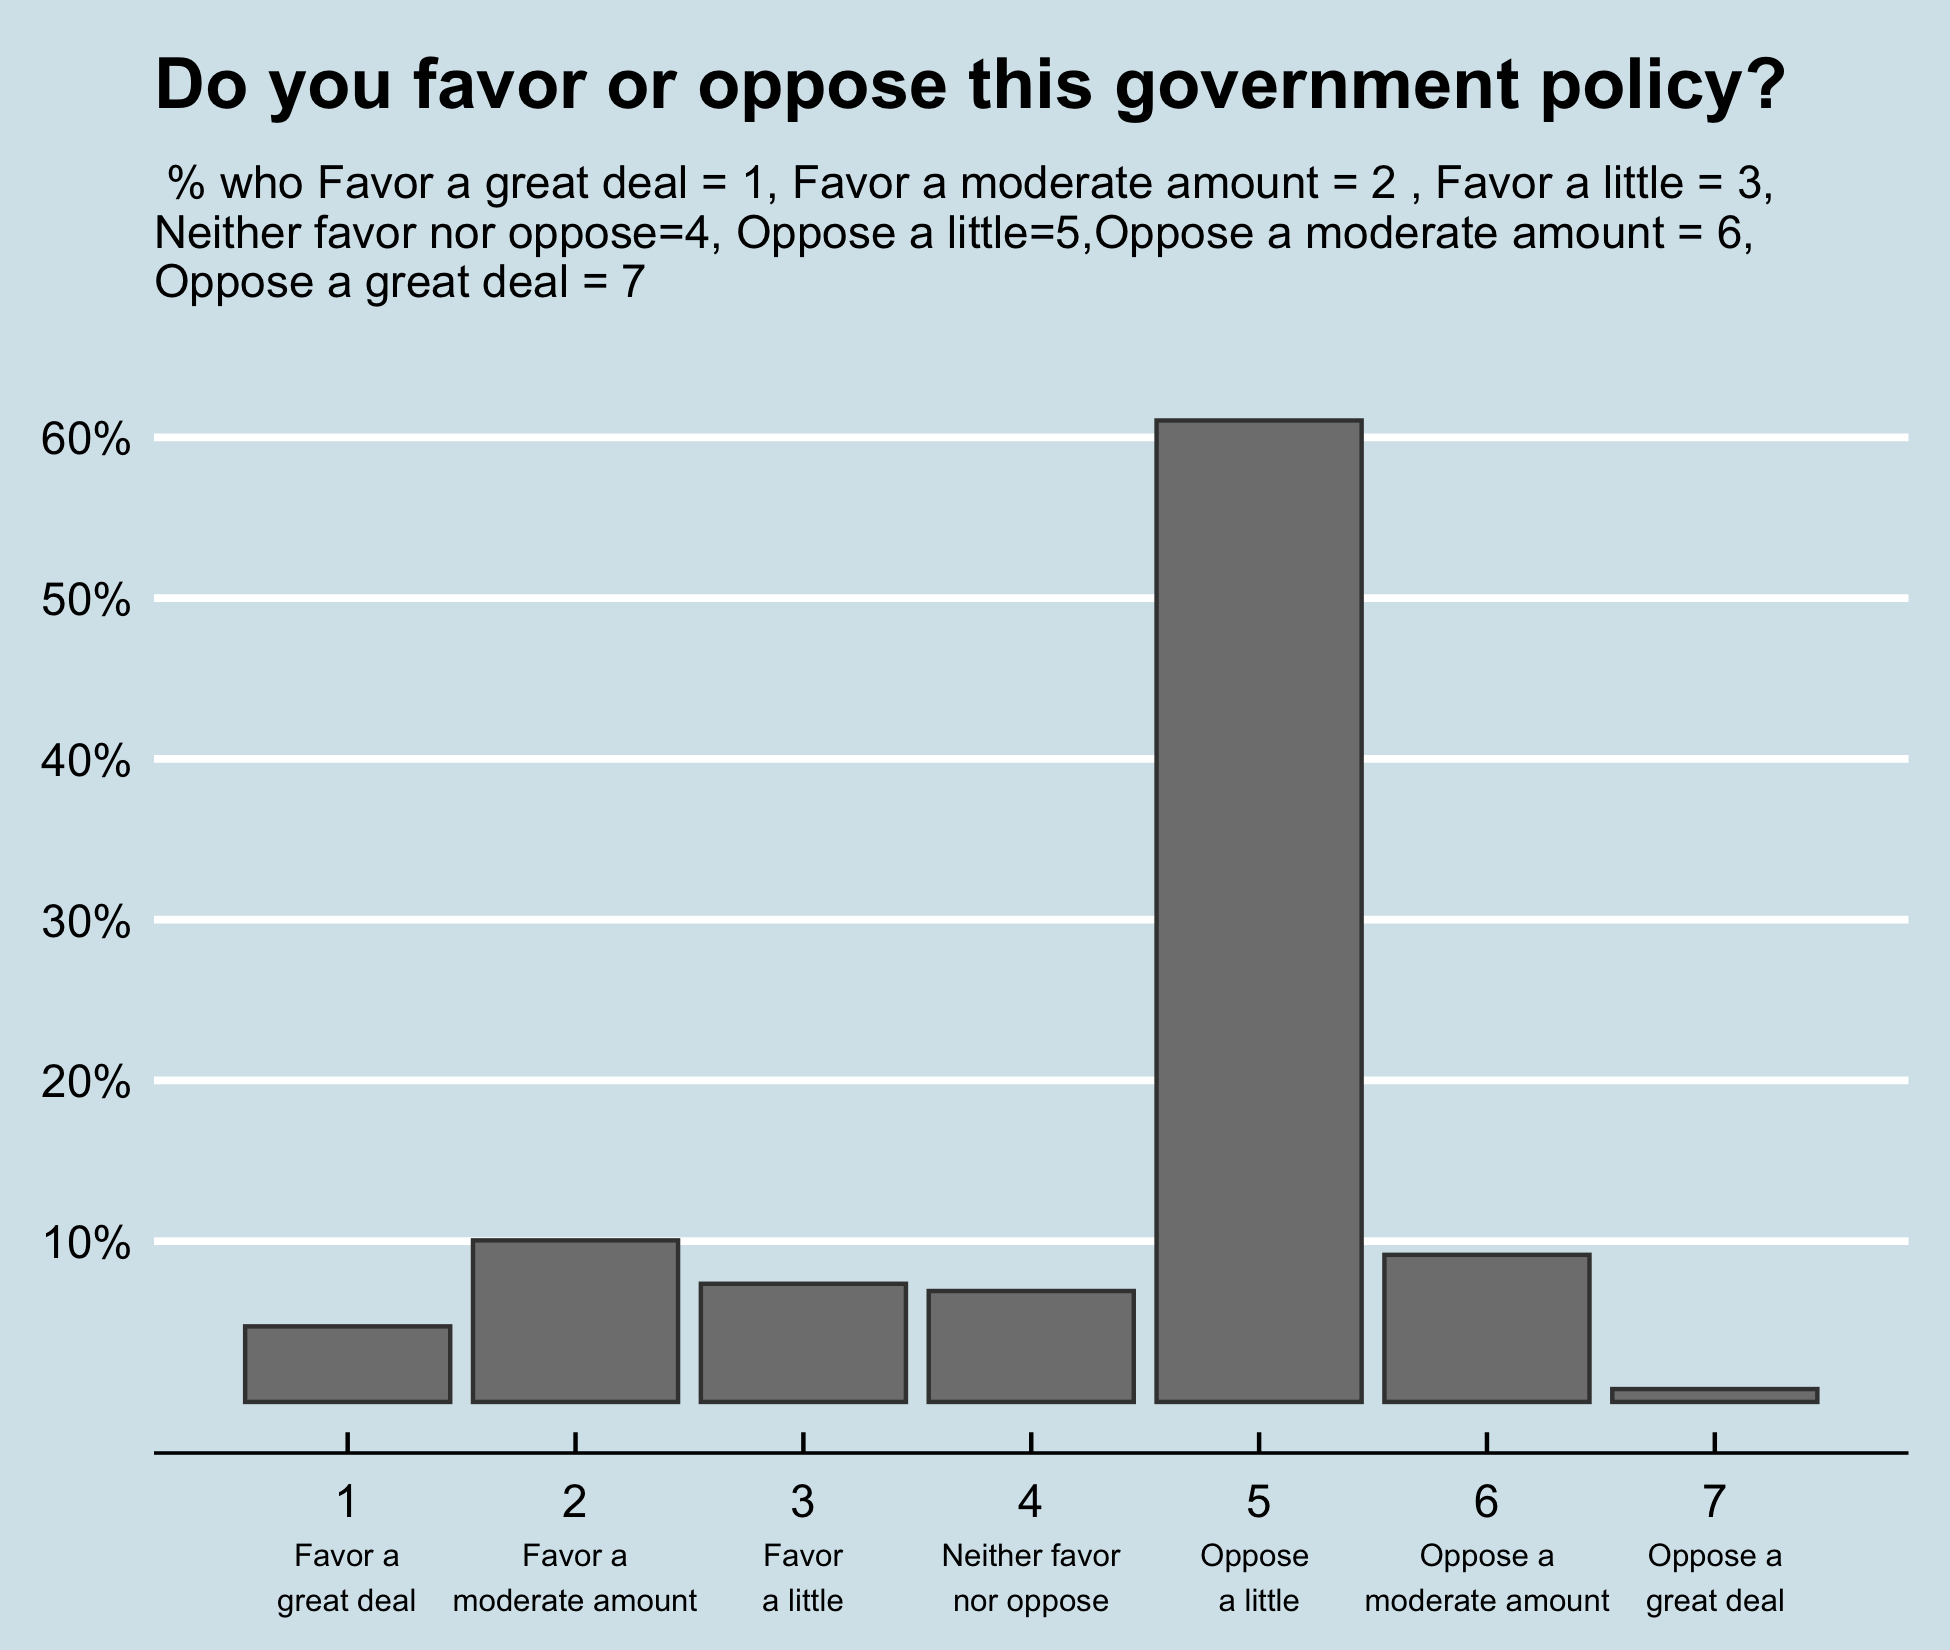 Do you favor or oppose this government policy?
% who Favor a great deal = 1, Favor a moderate amount = 2 , Favor a little = 3,
Neither favor nor oppose=4, Oppose a little=5,Oppose a moderate amount = 6,
Oppose a great deal = 7
60%
50%
40%
30%
20%
10%
1 2 3 4 5 6 7
Favor a Favor a Favor Neither favor Oppose Oppose a Oppose a
great deal moderate amount a little nor oppose a little moderate amount great deal